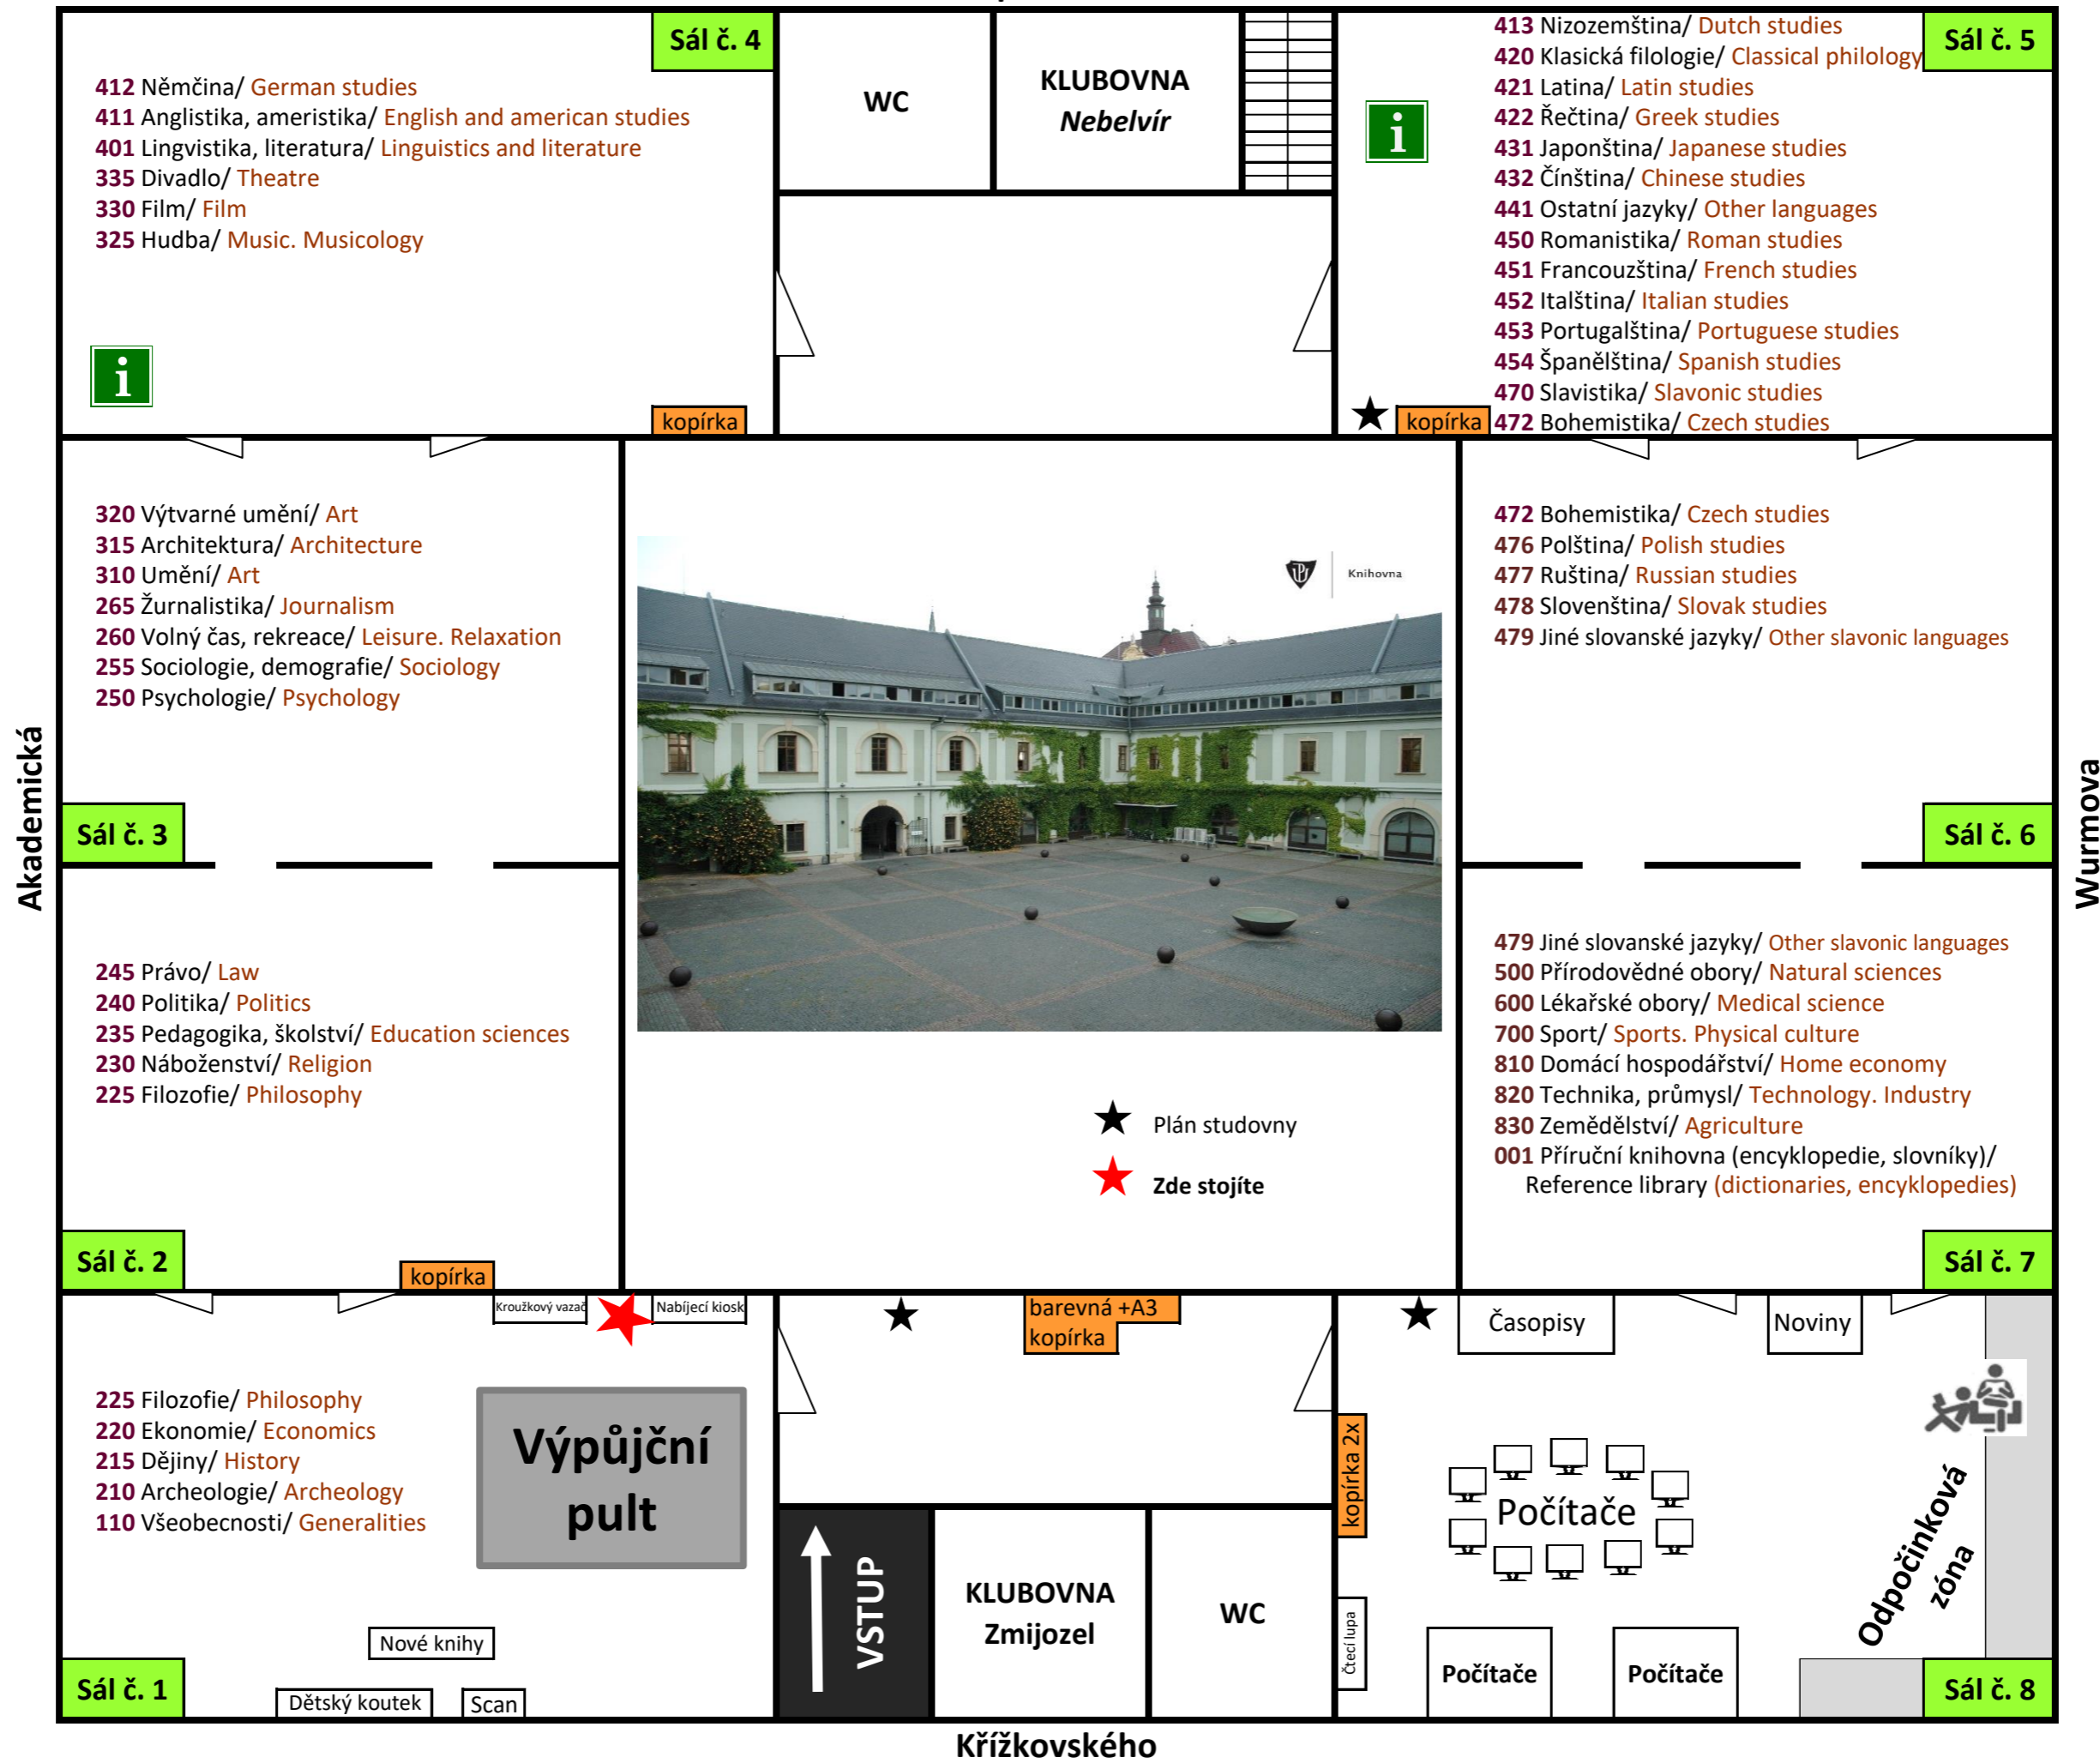 Sál č. 4
412 Němčina/ German studies
411 Anglistika, ameristika/ English and american studies
401 Lingvistika, literatura/ Linguistics and literature
335 Divadlo/ Theatre
330 Film/ Film
325 Hudba/ Music. Musicology
i
kopírka
WC
KLUBOVNA
Nebelvír
Sál č. 5
413 Nizozemština/ Dutch studies
420 Klasická filologie/ Classical philology
421 Latina/ Latin studies
422 Řečtina/ Greek studies
431 Japonština/ Japanese studies
432 Čínština/ Chinese studies
441 Ostatní jazyky/ Other languages
450 Romanistika/ Roman studies
451 Francouzština/ French studies
452 Italština/ Italian studies
453 Portugalština/ Portuguese studies
454 Španělština/ Spanish studies
470 Slavistika/ Slavonic studies
472 Bohemistika/ Czech studies
i
kopírka
320 Výtvarné umění/ Art
315 Architektura/ Architecture
310 Umění/ Art
265 Žurnalistika/ Journalism
260 Volný čas, rekreace/ Leisure. Relaxation
255 Sociologie, demografie/ Sociology
250 Psychologie/ Psychology
Sál č. 3
Akademická
Knihovna
472 Bohemistika/ Czech studies
476 Polština/ Polish studies
477 Ruština/ Russian studies
478 Slovenština/ Slovak studies
479 Jiné slovanské jazyky/ Other slavonic languages
Sál č. 6
Wurmova
245 Právo/ Law
240 Politika/ Politics
235 Pedagogika, školství/ Education sciences
230 Náboženství/ Religion
225 Filozofie/ Philosophy
Sál č. 2
kopírka
Plán studovny
Zde stojíte
479 Jiné slovanské jazyky/ Other slavonic languages
500 Přírodovědné obory/ Natural sciences
600 Lékařské obory/ Medical science
700 Sport/ Sports. Physical culture
810 Domácí hospodářství/ Home economy
820 Technika, průmysl/ Technology. Industry
830 Zemědělství/ Agriculture
001 Příruční knihovna (encyklopedie, slovníky)/
Reference library (dictionaries, encyklopedies)
Sál č. 7
Kroužkový vazač
Nabíjecí kiosk
225 Filozofie/ Philosophy
220 Ekonomie/ Economics
215 Dějiny/ History
210 Archeologie/ Archeology
110 Všeobecnosti/ Generalities
Výpůjční
pult
Nové knihy
Sál č. 1
Dětský koutek
Scan
barevná +A3
kopírka
VSTUP
KLUBOVNA
Zmijozel
WC
Časopisy
Noviny
kopírka 2x
Počítače
Odpočinková
zóna
Čtecí lupa
Počítače
Počítače
Sál č. 8
Křížkovského